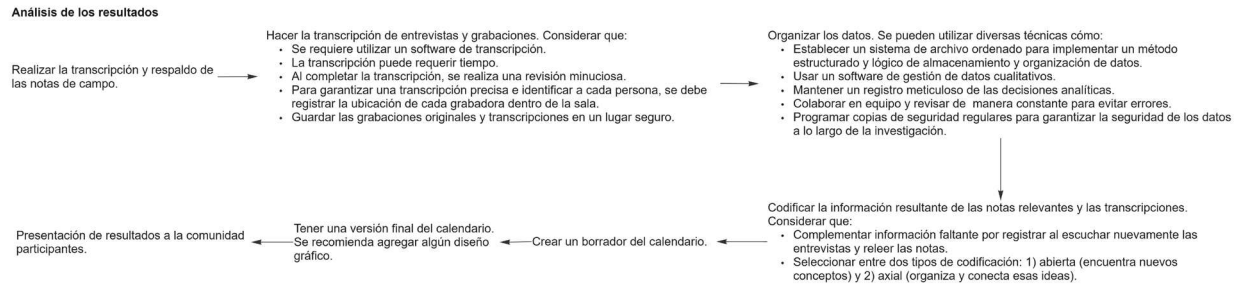 Análisis de los resultados
Realizar la transcripción y respaldo de
las notas de campo.
Hacer la transcripción de entrevistas y grabaciones. Considerar que:
• Se requiere utilizar un software de transcripción.
• La transcripción puede requerir tiempo.
• Al completar la transcripción, se realiza una revisión minuciosa.
• Para garantizar una transcripción precisa e identificar a cada persona, se debe
registrar la ubicación de cada grabadora dentro de la sala.
• Guardar las grabaciones originales y transcripciones en un lugar seguro.
Organizar los datos. Se pueden utilizar diversas técnicas cómo:
• Establecer un sistema de archivo ordenado para implementar un método
estructurado y lógico de almacenamiento y organización de datos.
• Usar un software de gestión de datos cualitativos.
• Mantener un registro meticuloso de las decisiones analíticas.
• Colaborar en equipo y revisar de manera constante para evitar errores.
• Programar copias de seguridad regulares para garantizar la seguridad de los datos
a lo largo de la investigación.
Codificar la información resultante de las notas relevantes y las transcripciones.
Considerar que:
• Complementar información faltante por registrar al escuchar nuevamente las
entrevistas y releer las notas.
• Seleccionar entre dos tipos de codificación: 1) abierta (encuentra nuevos
conceptos) y 2) axial (organiza y conecta esas ideas).
Crear un borrador del calendario.
Tener una versión final del calendario.
Se recomienda agregar algún diseño
gráfico.
Presentación de resultados a la comunidad
participantes.